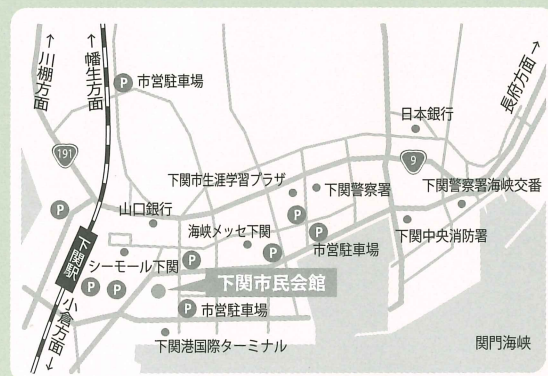 ↑川棚方面
↑幡生方面
P 市営駐車場
長府方面→
日本銀行
191
9
下関市生涯学習プラザ
下関警察署
下関警察署海峡交番
P
山口銀行
海峡メッセ下関
P
P
市営駐車場
下関中央消防署
下関駅
シーモール下関
P
P
P
P
下関市民会館
P 市営駐車場
小倉方面→
下関港国際ターミナル
関門海峡